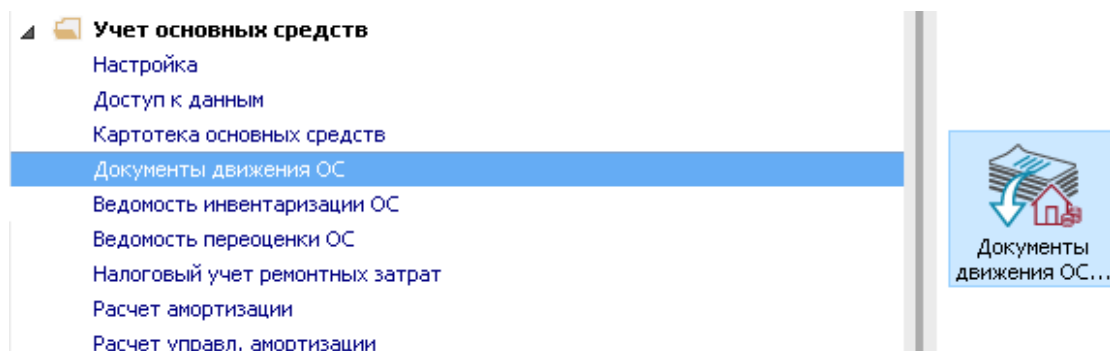 Учет основных средств
Настройка
Доступ к данным
Картотека основных средств
Документы движения ОС
Ведомость инвентаризации ОС
Ведомость переоценки ОС
Налоговый учет ремонтных затрат
Расчет амортизации
Расчет управл. амортизации
Документы
движения ОС...